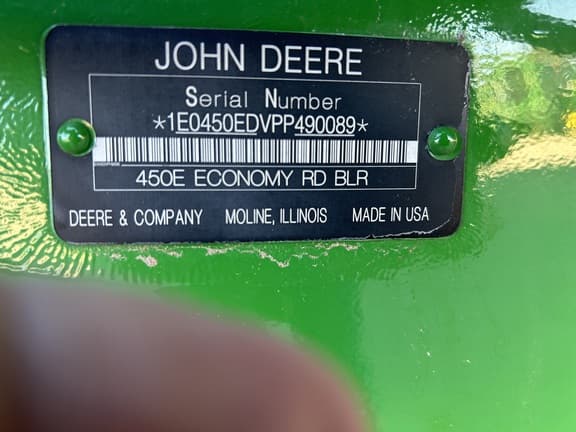 JOHN DEERE
Serial Number
*1E0450EDVPP490089*
450E ECONOMY RD BLR
DEERE & COMPANY MOLINE, ILLINOIS MADE IN USA